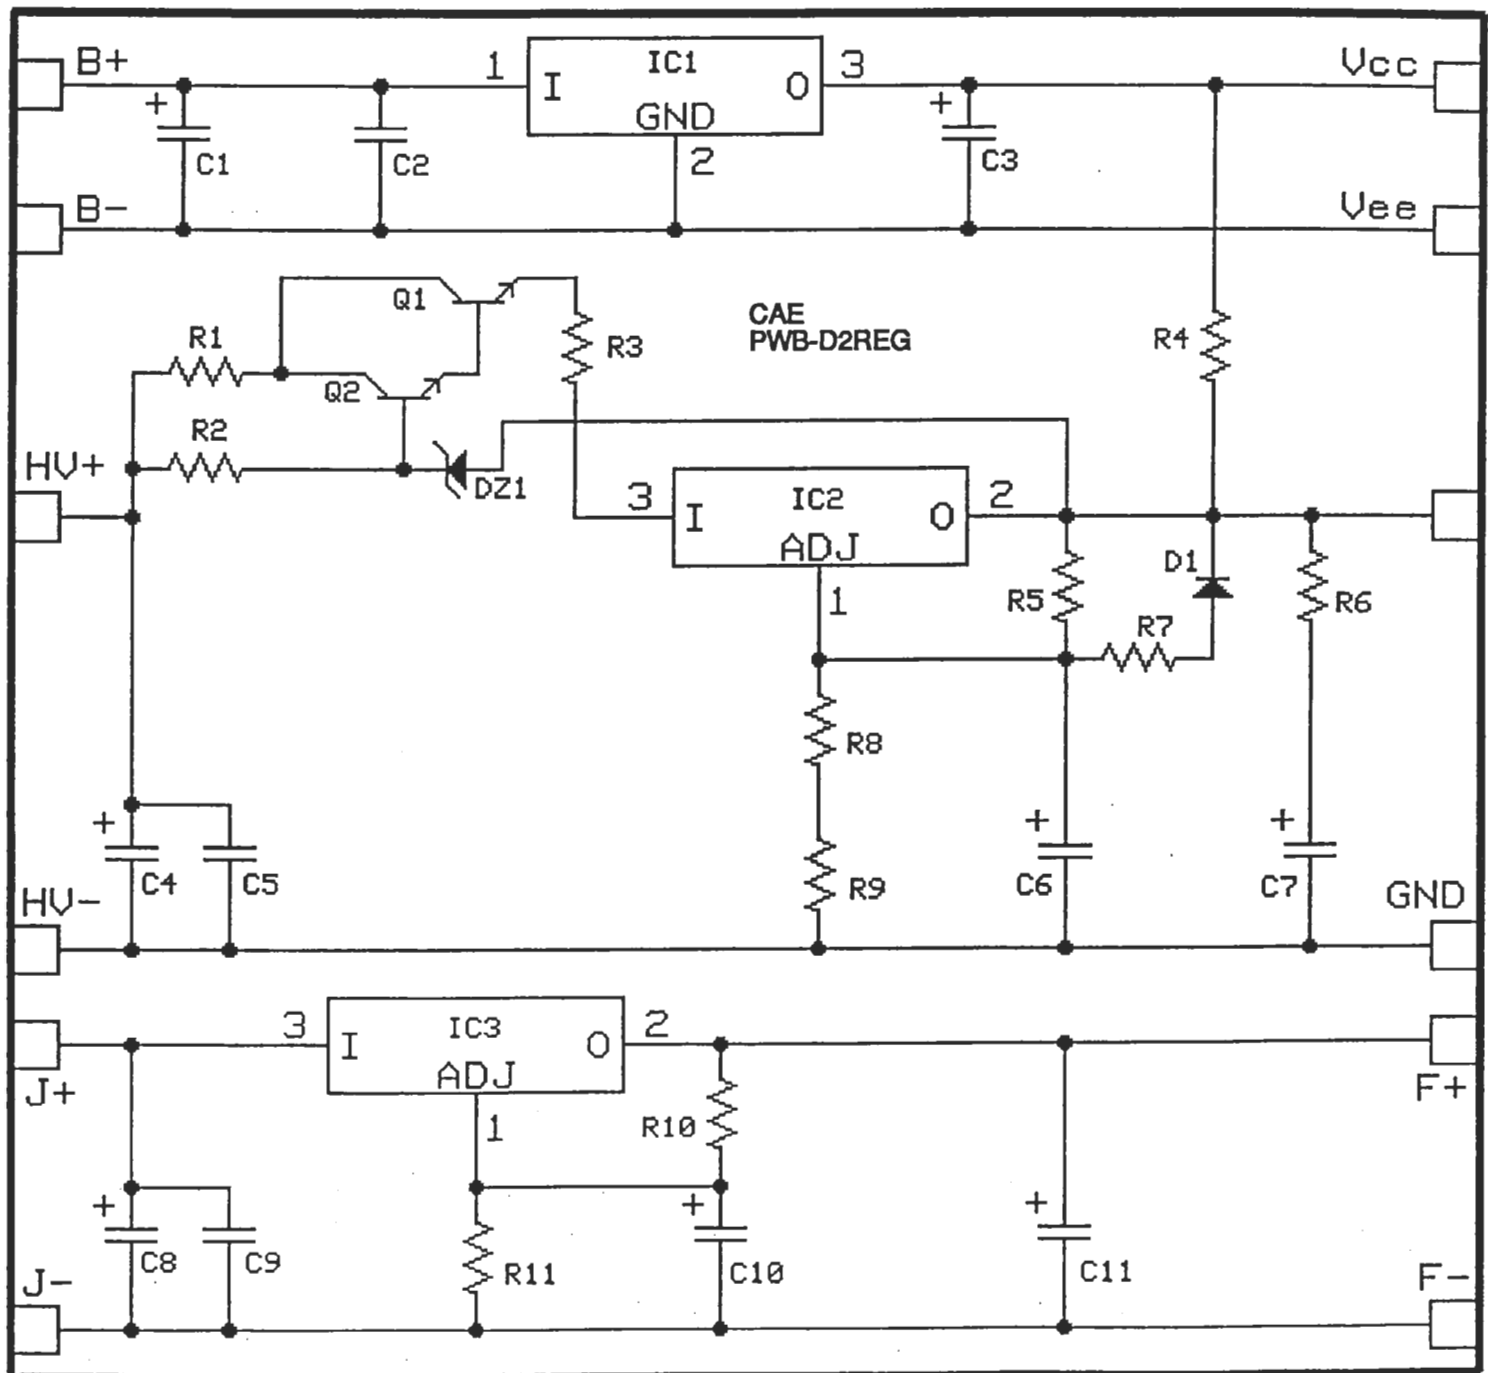 B+
1
IC1
I
O
GND
3
Vcc
+
C1
C2
2
+
C3
B-
Vee
Q1
R1
R3
CAE
PWB-D2REG
R4
Q2
R2
HV+
DZ1
3
IC2
I
O
ADJ
2
1
R5
D1
R7
R6
R8
+
C4
C5
R9
+
C6
+
C7
HV-
GND
J+
3
IC3
I
O
ADJ
2
F+
1
R10
+
C8
C9
R11
+
C10
+
C11
J-
F-